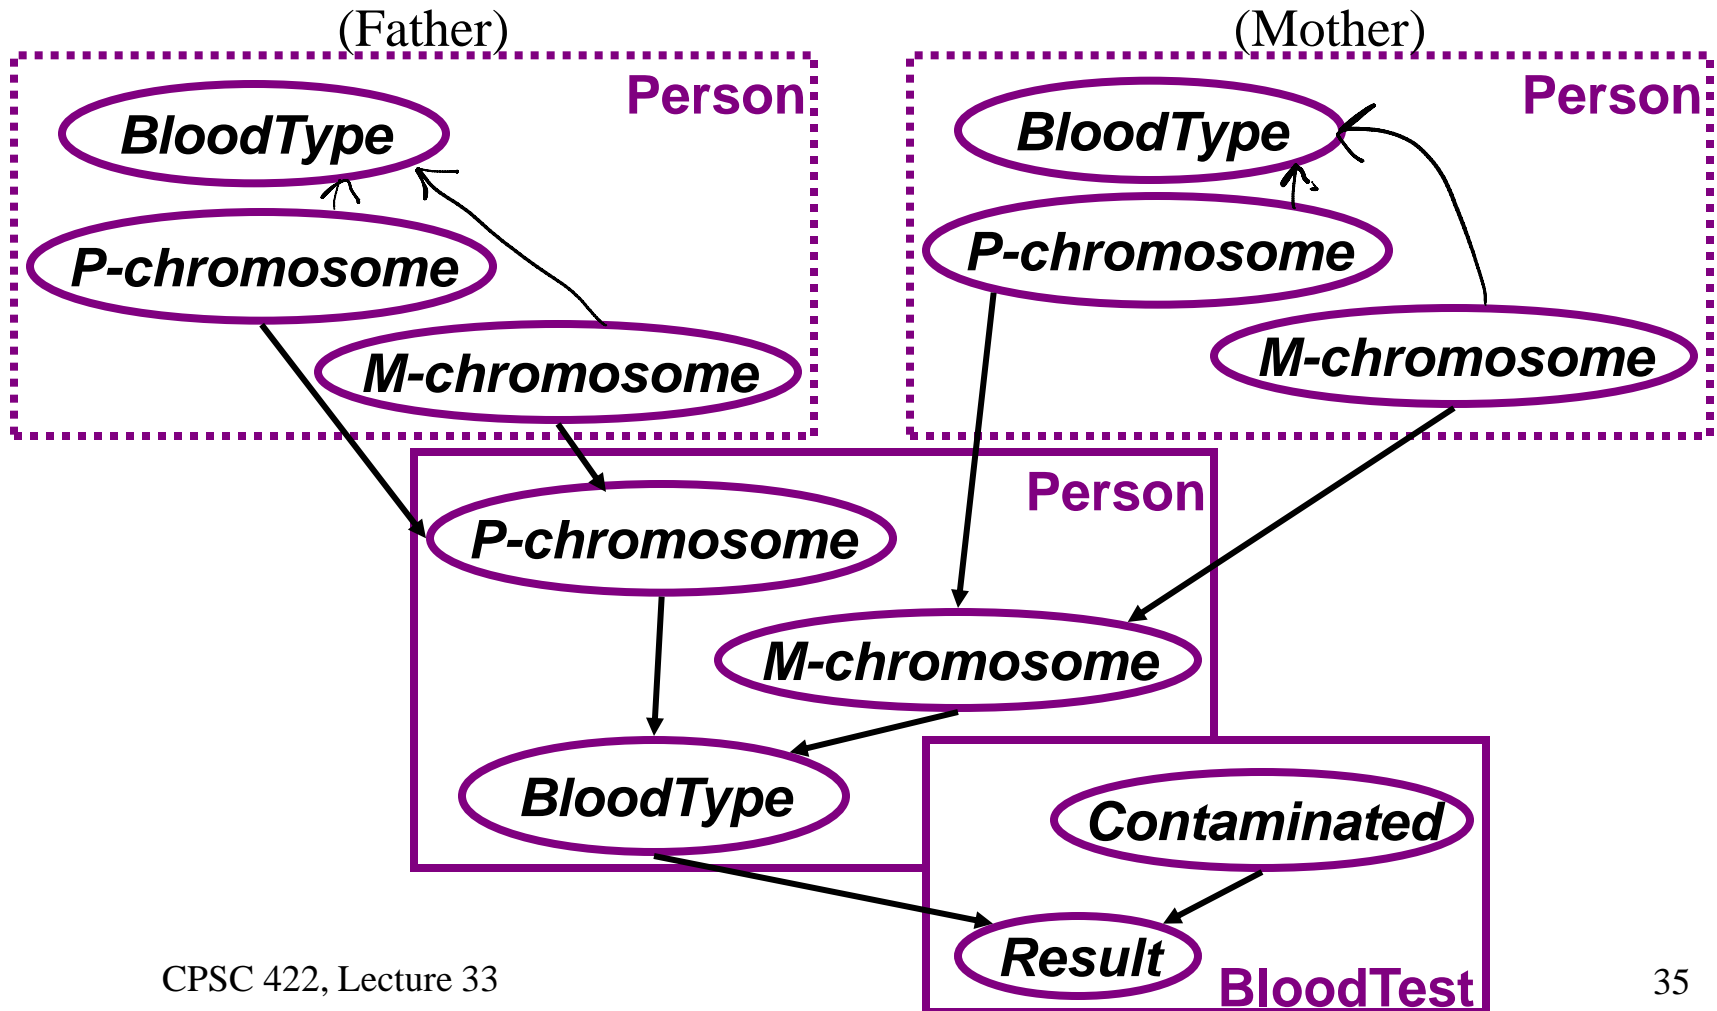 (Father)
(Mother)
Person
BloodType
P-chromosome
M-chromosome
Person
BloodType
P-chromosome
M-chromosome
Person
P-chromosome
M-chromosome
BloodType
Contaminated
Result
BloodTest
CPSC 422, Lecture 33
35